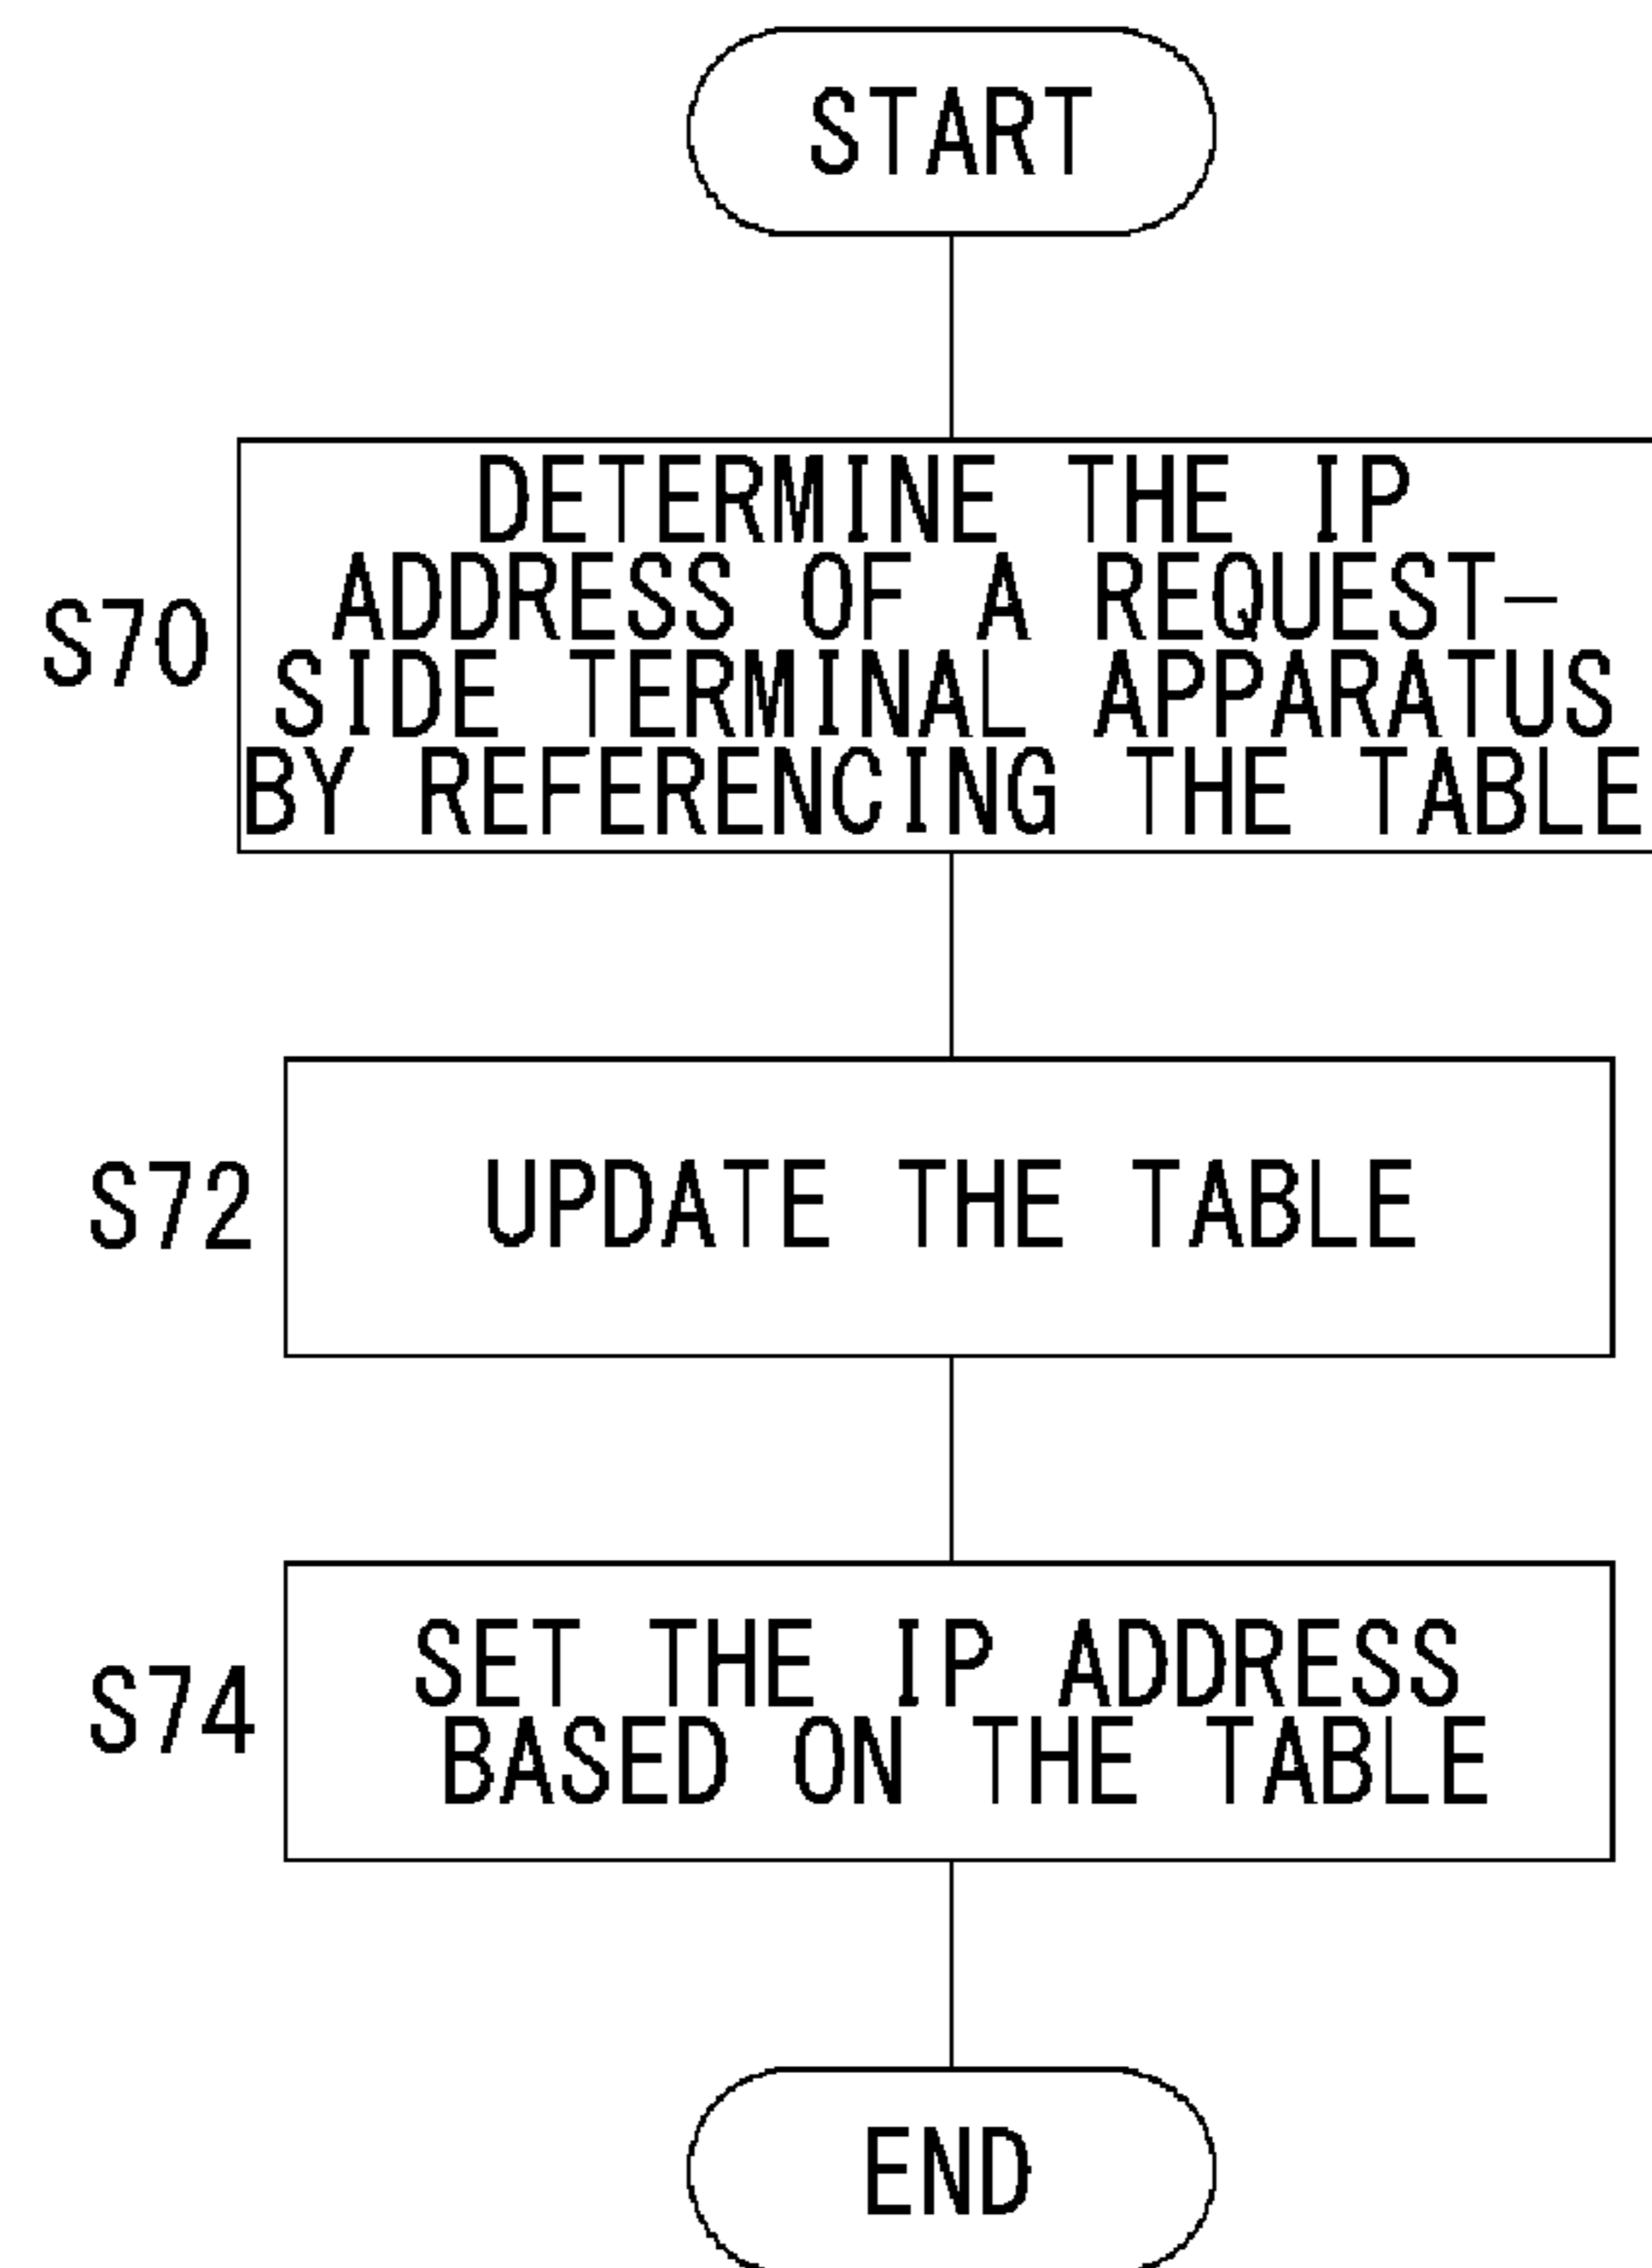 START
S70
DETERMINE THE IP
ADDRESS OF A REQUEST-
SIDE TERMINAL APPARATUS
BY REFERENCING THE TABLE
S72
UPDATE THE TABLE
S74
SET THE IP ADDRESS
BASED ON THE TABLE
END